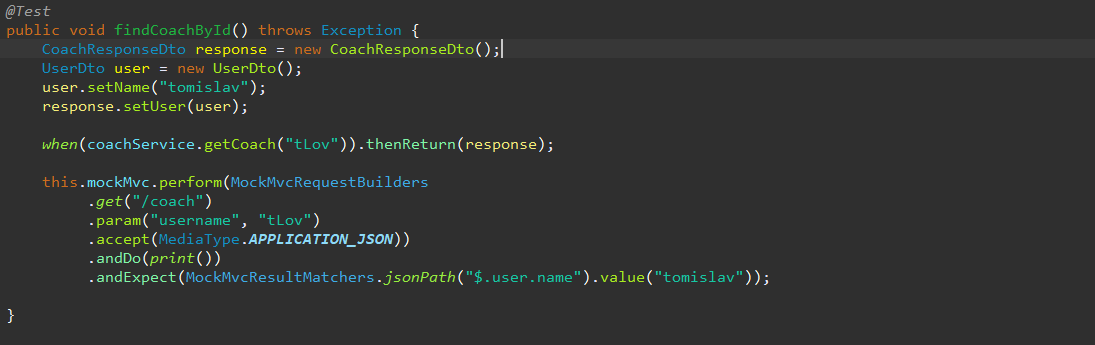 @Test
public void findCoachById() throws Exception {
    CoachResponseDto response = new CoachResponseDto();
    UserDto user = new UserDto();
    user.setName("tomislav");
    response.setUser(user);

    when(coachService.getCoach("tLov")).thenReturn(response);

    this.mockMvc.perform(MockMvcRequestBuilders
         .get("/coach")
         .param("username", "tLov")
         .accept(MediaType.APPLICATION_JSON))
         .andDo(print())
         .andExpect(MockMvcResultMatchers.jsonPath("$.user.name").value("tomislav"));

}